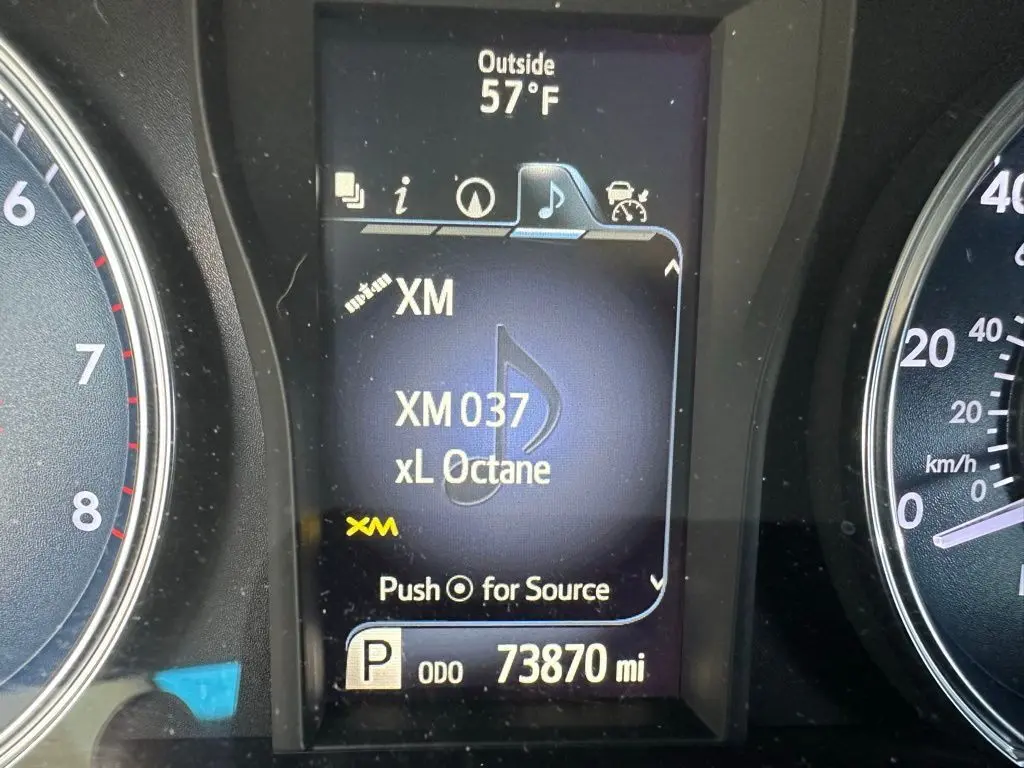 Outside
57°F
i
XM
XM 037
xL Octane
XM
Push for Source
P ODO 73870 mi
6
7
8
40
20
40
20
km/h
0
0